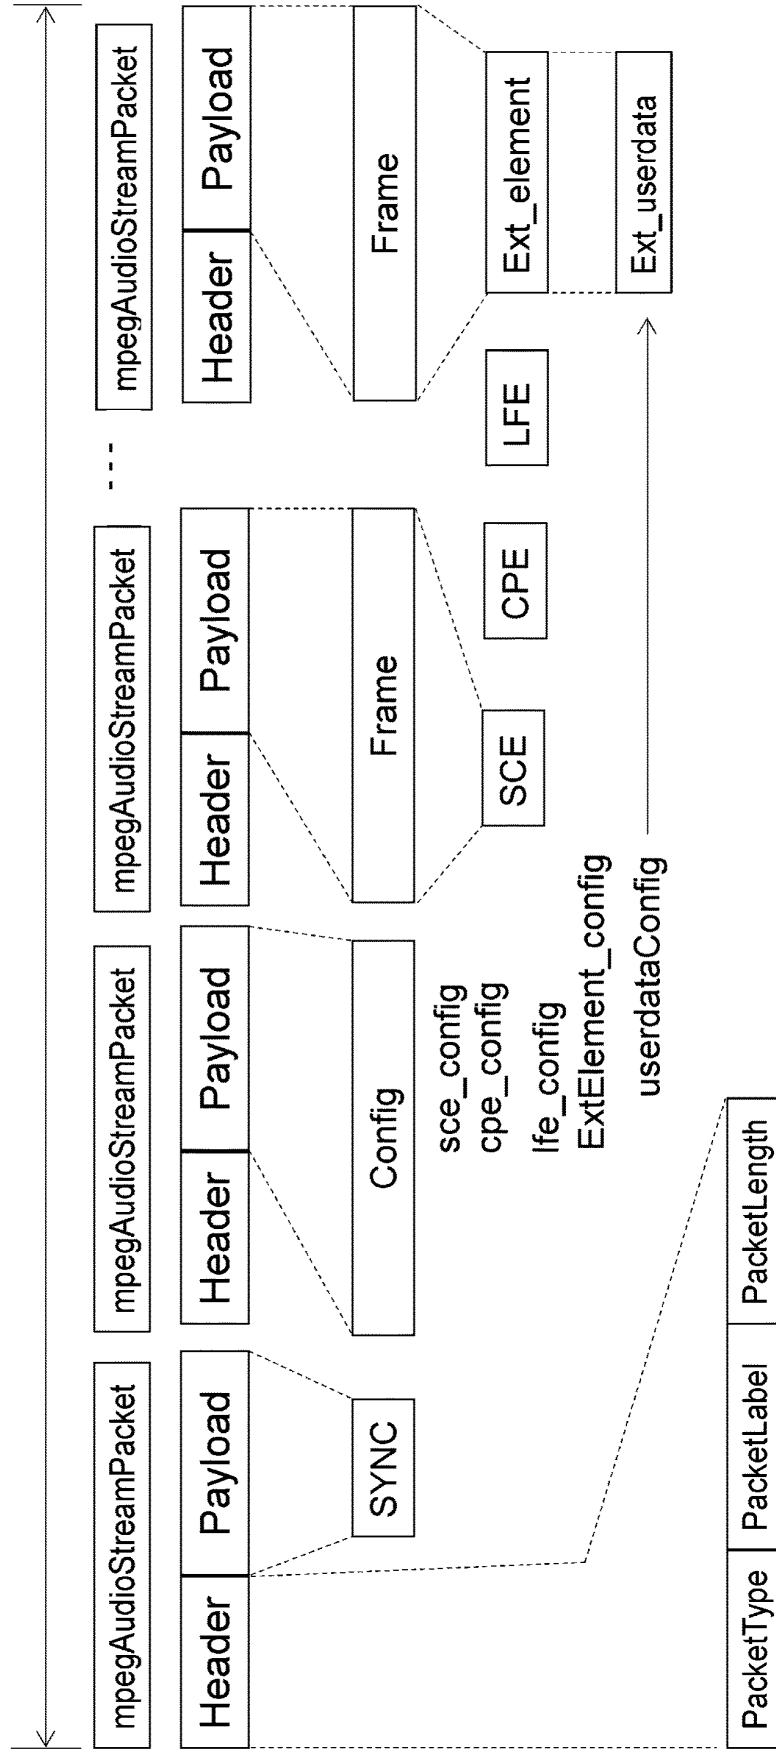 mpegAudioStreamPacket
mpegAudioStreamPacket
mpegAudioStreamPacket
- - -
mpegAudioStreamPacket
Header
Payload
Header
Payload
Header
Payload
Header
Payload
SYNC
Config
Frame
Frame
sce_config
cpe_config
lfe_config
ExtElement_config
userdataConfig
SCE
CPE
LFE
Ext_element
Ext_userdata
PacketType
PacketLabel
PacketLength